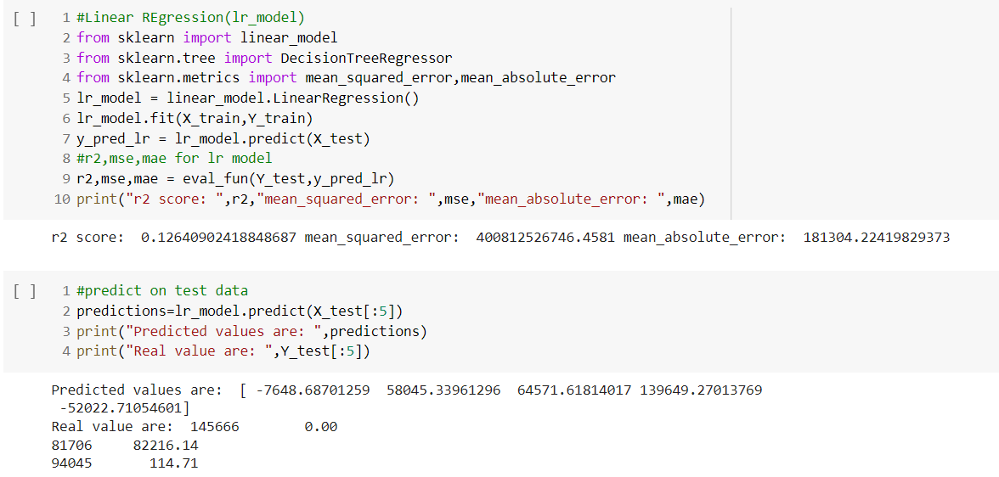 [ ] 1 #Linear REgression(lr_model)
2 from sklearn import linear_model
3 from sklearn.tree import DecisionTreeRegressor
4 from sklearn.metrics import mean_squared_error,mean_absolute_error
5 lr_model = linear_model.LinearRegression()
6 lr_model.fit(X_train,Y_train)
7 y_pred_lr = lr_model.predict(X_test)
8 #r2,mse,mae for lr model
9 r2,mse,mae = eval_fun(Y_test,y_pred_lr)
10 print("r2 score: ",r2,"mean_squared_error: ",mse,"mean_absolute_error: ",mae)
r2 score:  0.12640902418848687 mean_squared_error:  400812526746.4581 mean_absolute_error:  181304.22419829373
[ ] 1 #predict on test data
2 predictions=lr_model.predict(X_test[:5])
3 print("Predicted values are: ",predictions)
4 print("Real value are: ",Y_test[:5])
Predicted values are:  [ -7648.68701259  58045.33961296  64571.61814017 139649.27013769
-52022.71054601]
Real value are:  145666        0.00
81706     82216.14
94045       114.71